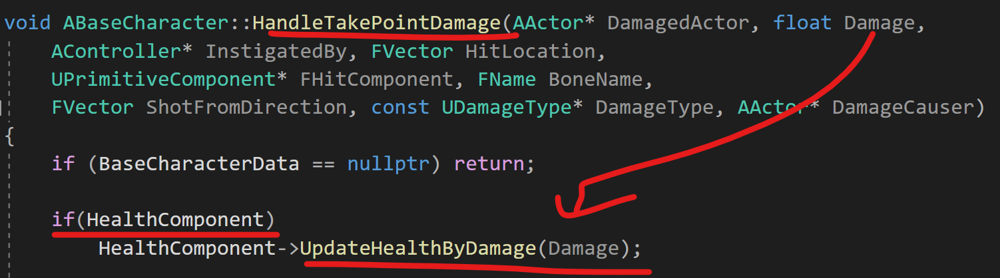 void ABaseCharacter::HandleTakePointDamage(AActor* DamagedActor, float Damage,
AController* InstigatedBy, FVector HitLocation,
UPrimitiveComponent* FHitComponent, FName BoneName,
FVector ShotFromDirection, const UDamageType* DamageType, AActor* DamageCauser)
{
if (BaseCharacterData == nullptr) return;
if(HealthComponent)
HealthComponent->UpdateHealthByDamage(Damage);